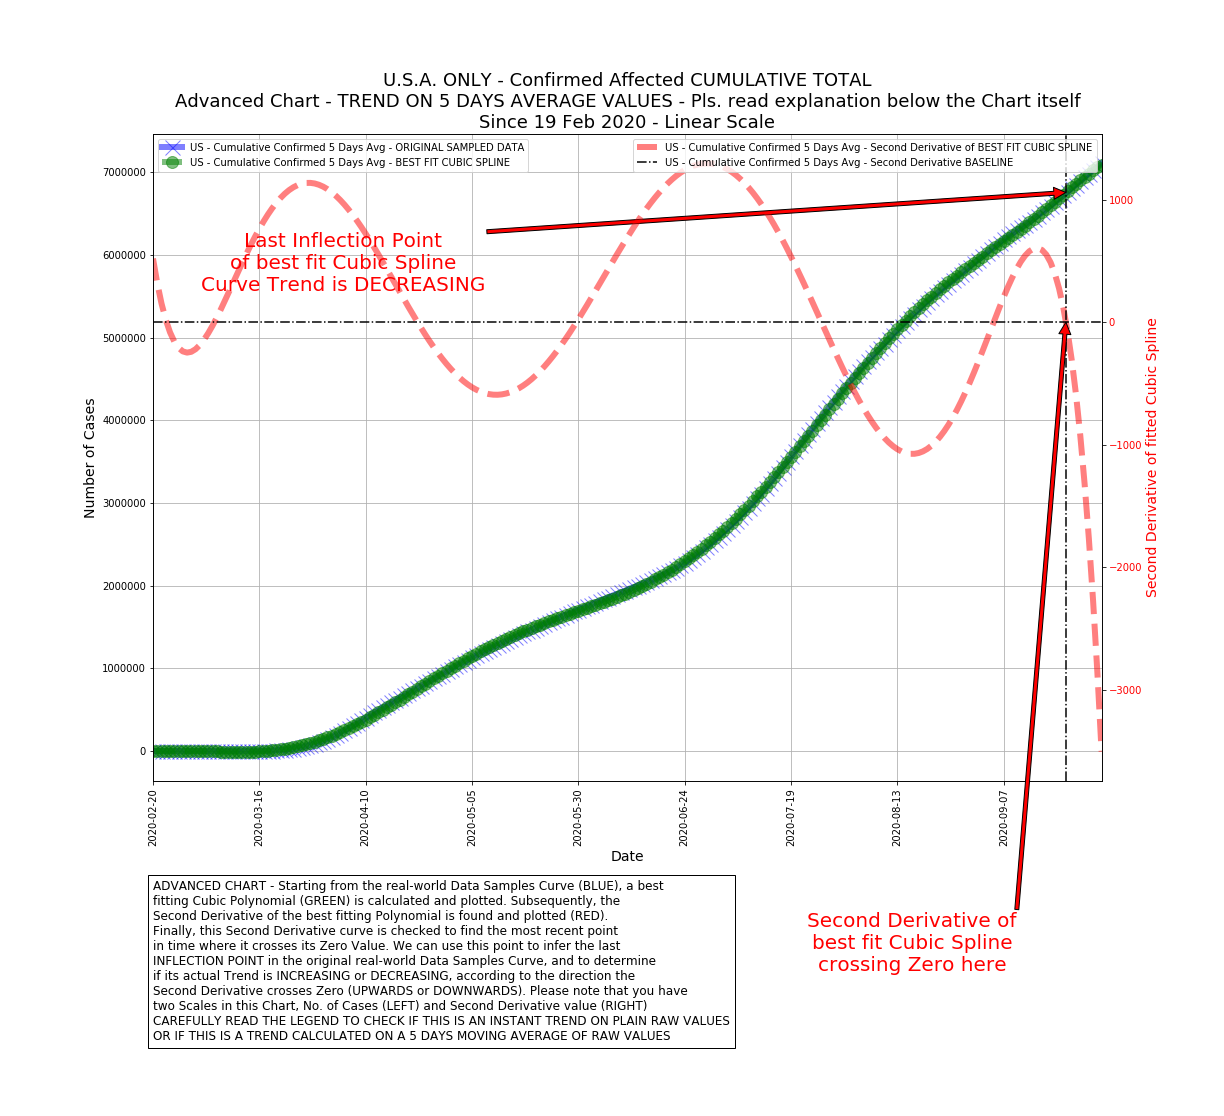 U.S.A. ONLY - Confirmed Affected CUMULATIVE TOTAL
Advanced Chart - TREND ON 5 DAYS AVERAGE VALUES - Pls. read explanation below the Chart itself
Since 19 Feb 2020 - Linear Scale
US - Cumulative Confirmed 5 Days Avg - ORIGINAL SAMPLED DATA
US - Cumulative Confirmed 5 Days Avg - BEST FIT CUBIC SPLINE
US - Cumulative Confirmed 5 Days Avg - Second Derivative of BEST FIT CUBIC SPLINE
US - Cumulative Confirmed 5 Days Avg - Second Derivative BASELINE
Last Inflection Point
of best fit Cubic Spline
Curve Trend is DECREASING
Number of Cases
7000000
6000000
5000000
4000000
3000000
2000000
1000000
0
1000
0
−1000
−2000
−3000
Second Derivative of fitted Cubic Spline
2020-02-20
2020-03-16
2020-04-10
2020-05-05
2020-05-30
2020-06-24
2020-07-19
2020-08-13
2020-09-07
Date
ADVANCED CHART - Starting from the real-world Data Samples Curve (BLUE), a best
fitting Cubic Polynomial (GREEN) is calculated and plotted. Subsequently, the
Second Derivative of the best fitting Polynomial is found and plotted (RED).
Finally, this Second Derivative curve is checked to find the most recent point
in time where it crosses its Zero Value. We can use this point to infer the last
INFLECTION POINT in the original real-world Data Samples Curve, and to determine
if its actual Trend is INCREASING or DECREASING, according to the direction the
Second Derivative crosses Zero (UPWARDS or DOWNWARDS). Please note that you have
two Scales in this Chart, No. of Cases (LEFT) and Second Derivative value (RIGHT)
CAREFULLY READ THE LEGEND TO CHECK IF THIS IS AN INSTANT TREND ON PLAIN RAW VALUES
OR IF THIS IS A TREND CALCULATED ON A 5 DAYS MOVING AVERAGE OF RAW VALUES
Second Derivative of
best fit Cubic Spline
crossing Zero here